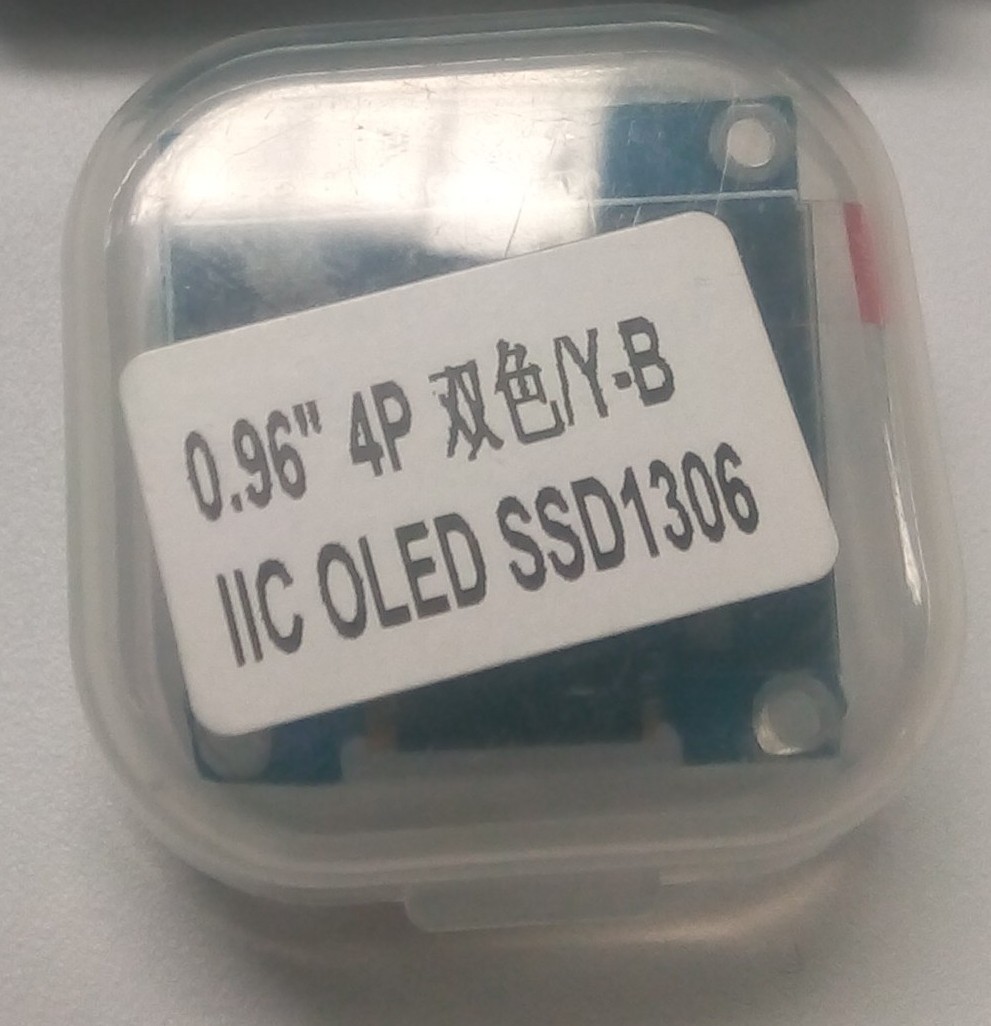 0.96" 4P 双色/Y-B
IIC OLED SSD1306